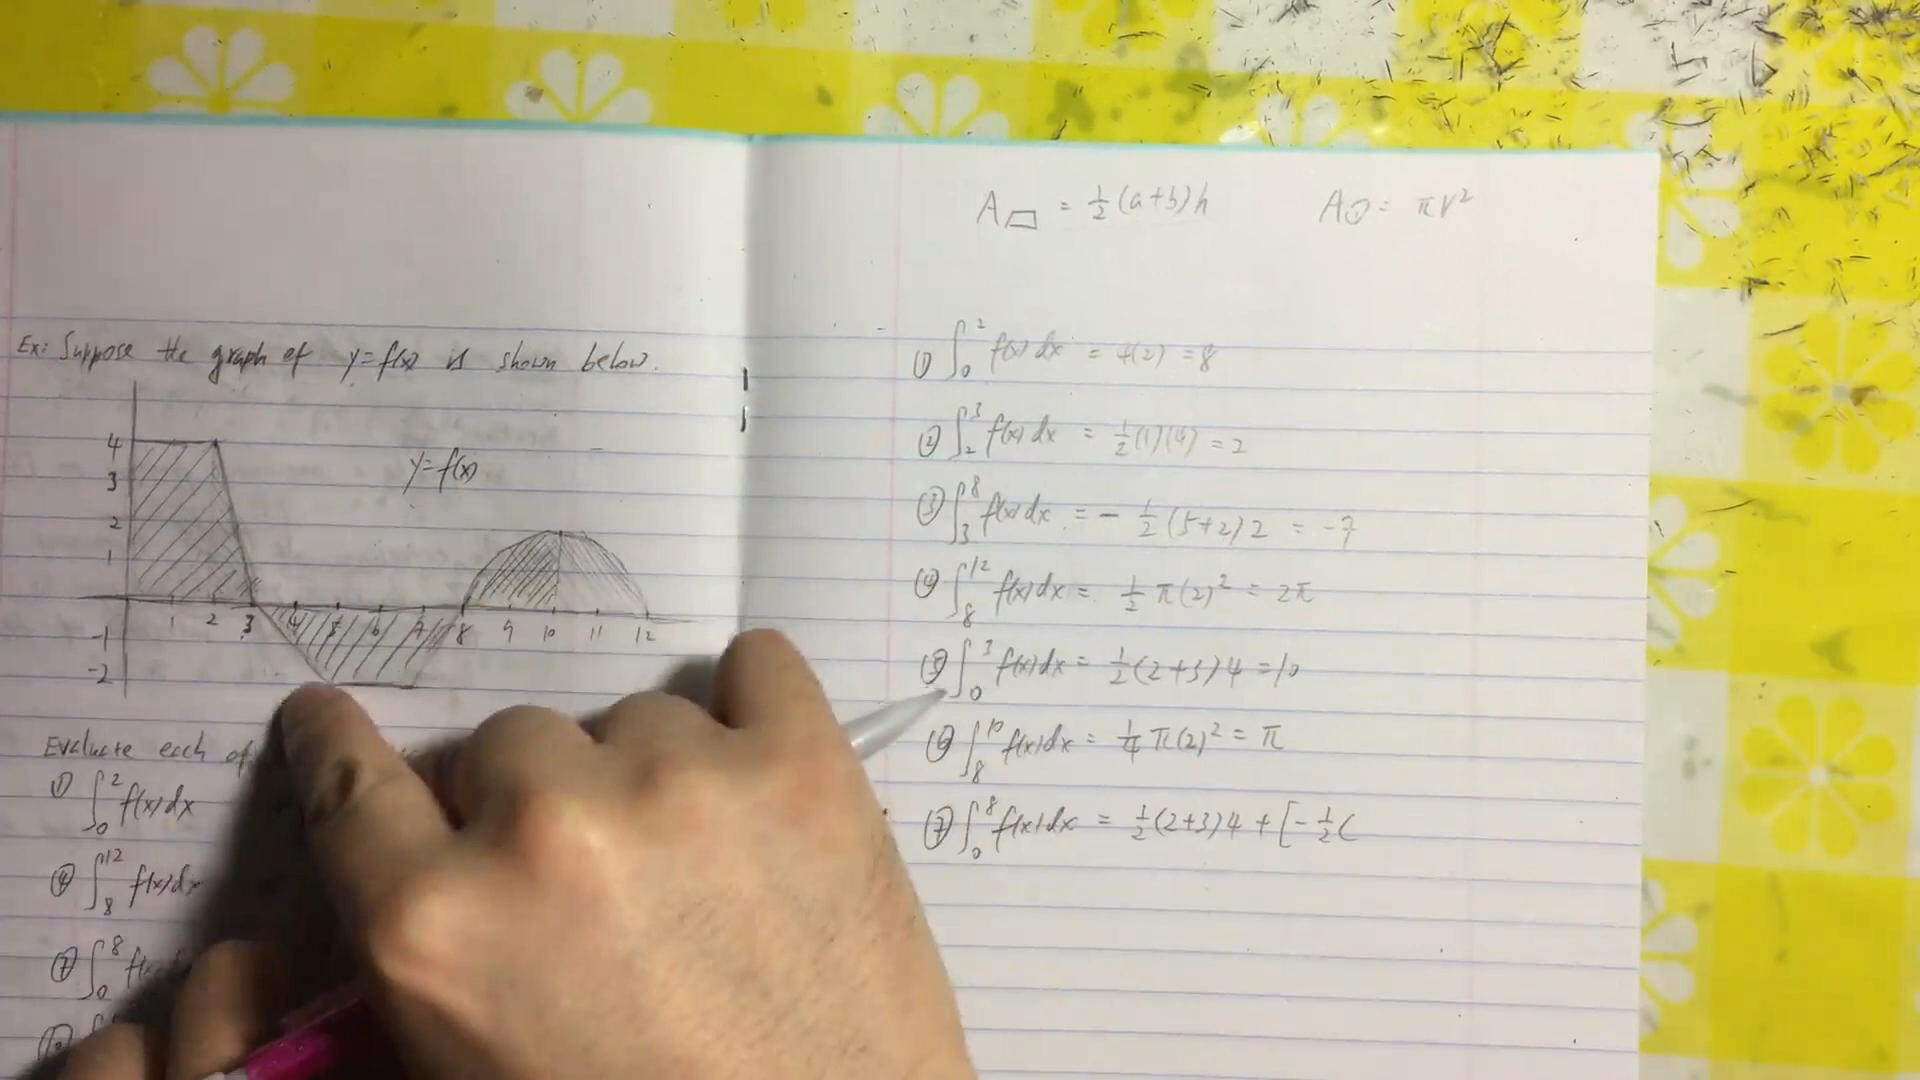 Ex: Suppose the graph of y=f(x) is shown below.
4
3
2
1
-1
-2
y=f(x)
1 2 3 4 5 6 7 8 9 10 11 12
Evaluate each of
① ∫₀² f(x)dx
④ ∫₈¹² f(x)dx
⑦ ∫₀⁸ f(x)
A▱ = ½(a+b)h A○ = πr²
① ∫₀² f(x)dx = 4(2) = 8
② ∫₂³ f(x)dx = ½(1)(4) = 2
③ ∫₃⁸ f(x)dx = - ½(5+2)2 = -7
④ ∫₈¹² f(x)dx = ½π(2)² = 2π
⑤ ∫₀³ f(x)dx = ½(2+3)4 = 10
⑥ ∫₈¹⁰ f(x)dx = ¼π(2)² = π
⑦ ∫₀⁸ f(x)dx = ½(2+3)4 + [-½(